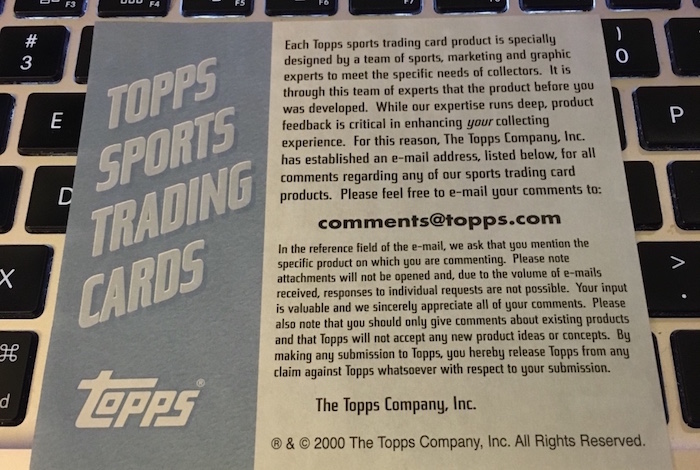 F3
F4
F5
F6
F7
F8
#
3
)
0
E
P
D
X
>
.
⌘
d
TOPPS
SPORTS
TRADING
CARDS
Topps®
Each Topps sports trading card product is specially
designed by a team of sports, marketing and graphic
experts to meet the specific needs of collectors. It is
through this team of experts that the product before you
was developed. While our expertise runs deep, product
feedback is critical in enhancing your collecting
experience. For this reason, The Topps Company, Inc.
has established an e-mail address, listed below, for all
comments regarding any of our sports trading card
products. Please feel free to e-mail your comments to:
comments@topps.com
In the reference field of the e-mail, we ask that you mention the
specific product on which you are commenting. Please note
attachments will not be opened and, due to the volume of e-mails
received, responses to individual requests are not possible. Your input
is valuable and we sincerely appreciate all of your comments. Please
also note that you should only give comments about existing products
and that Topps will not accept any new product ideas or concepts. By
making any submission to Topps, you hereby release Topps from any
claim against Topps whatsoever with respect to your submission.
The Topps Company, Inc.
® & © 2000 The Topps Company, Inc. All Rights Reserved.